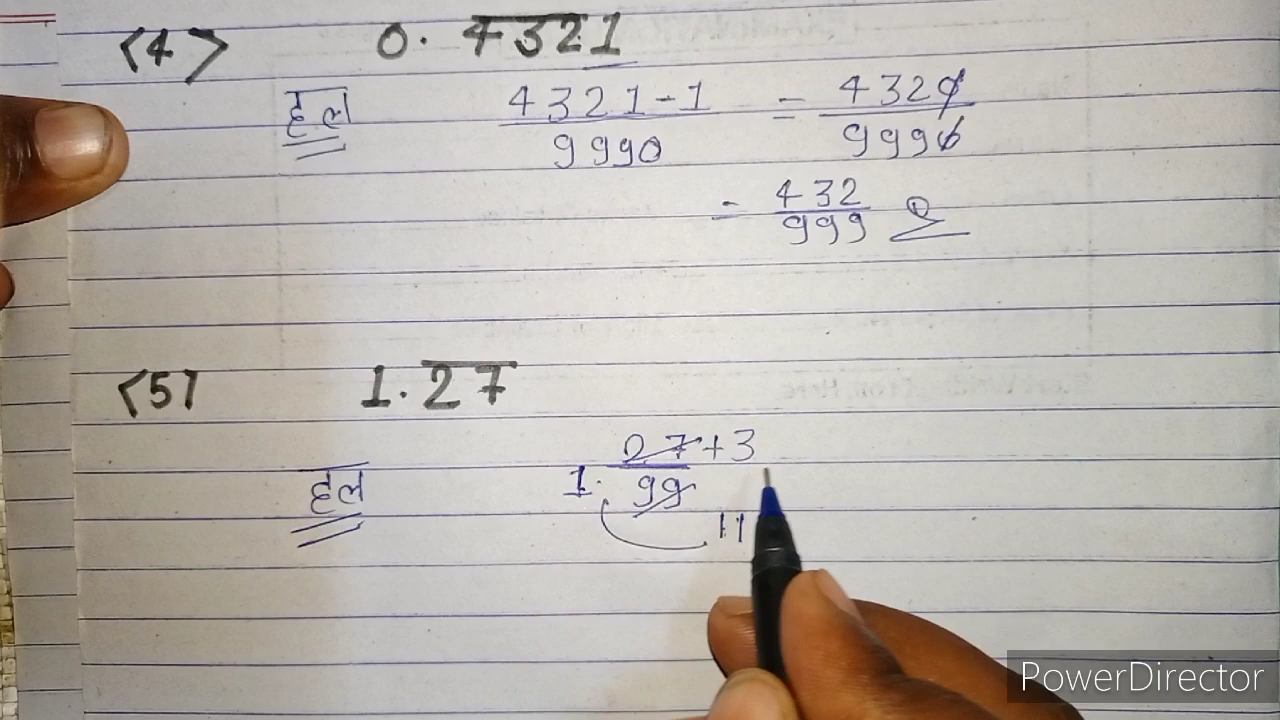 <4> 0. 4321
हल 4321-1 = 4320
9990 9990
= 432
999
<5> 1.27
हल 1. 27+3
99
11
PowerDirector